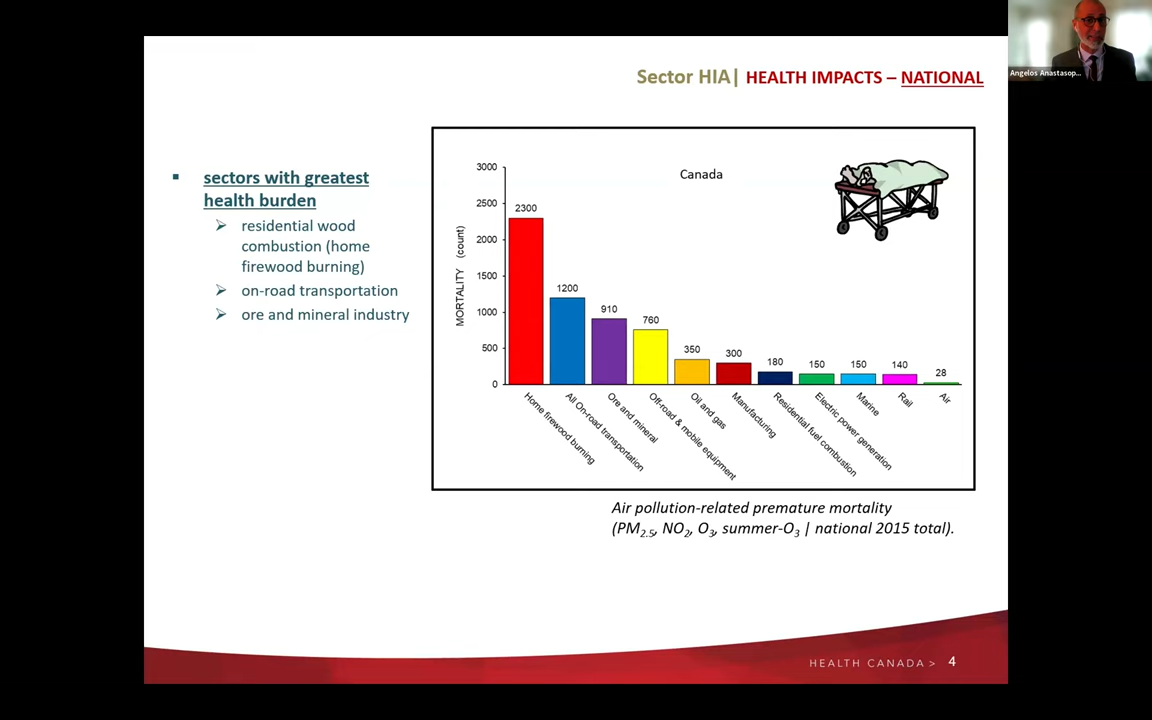 Angelos Anastasop...
Sector HIA| HEALTH IMPACTS – NATIONAL
▪ sectors with greatest
health burden
➢ residential wood
combustion (home
firewood burning)
➢ on-road transportation
➢ ore and mineral industry
Canada
MORTALITY (count)
3000
2500
2000
1500
1000
500
0
2300
1200
910
760
350
300
180
150
150
140
28
Home firewood burning
All On-road transportation
Ore and mineral
Off-road & mobile equipment
Oil and gas
Manufacturing
Residential fuel combustion
Electric power generation
Marine
Rail
Air
Air pollution-related premature mortality
(PM2.5, NO2, O3, summer-O3 | national 2015 total).
HEALTH CANADA > 4